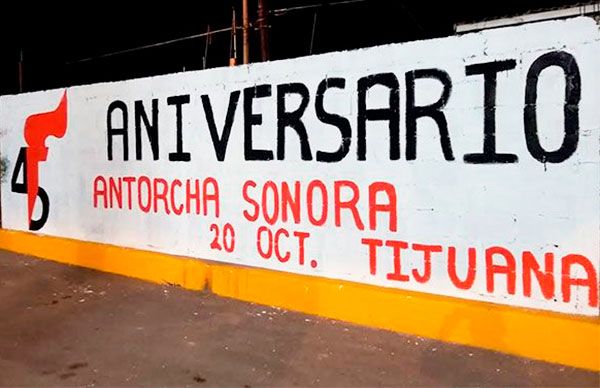 45 ANIVERSARIO
ANTORCHA SONORA
20 OCT. TIJUANA